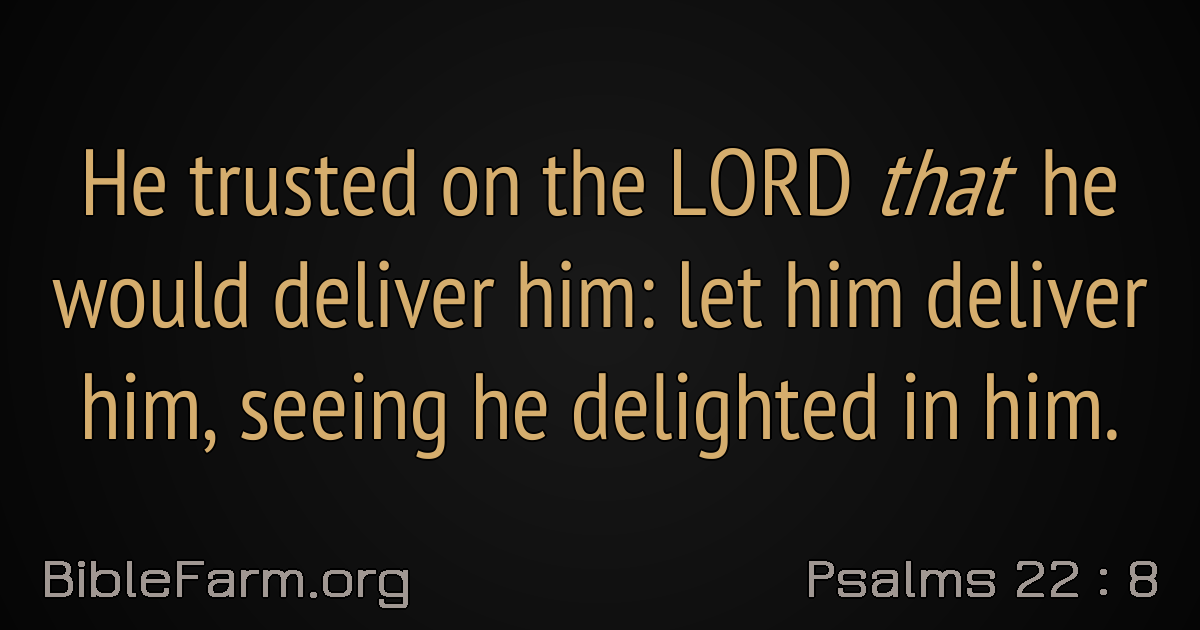 He trusted on the LORD that he
would deliver him: let him deliver
him, seeing he delighted in him.
BibleFarm.org
Psalms 22 : 8